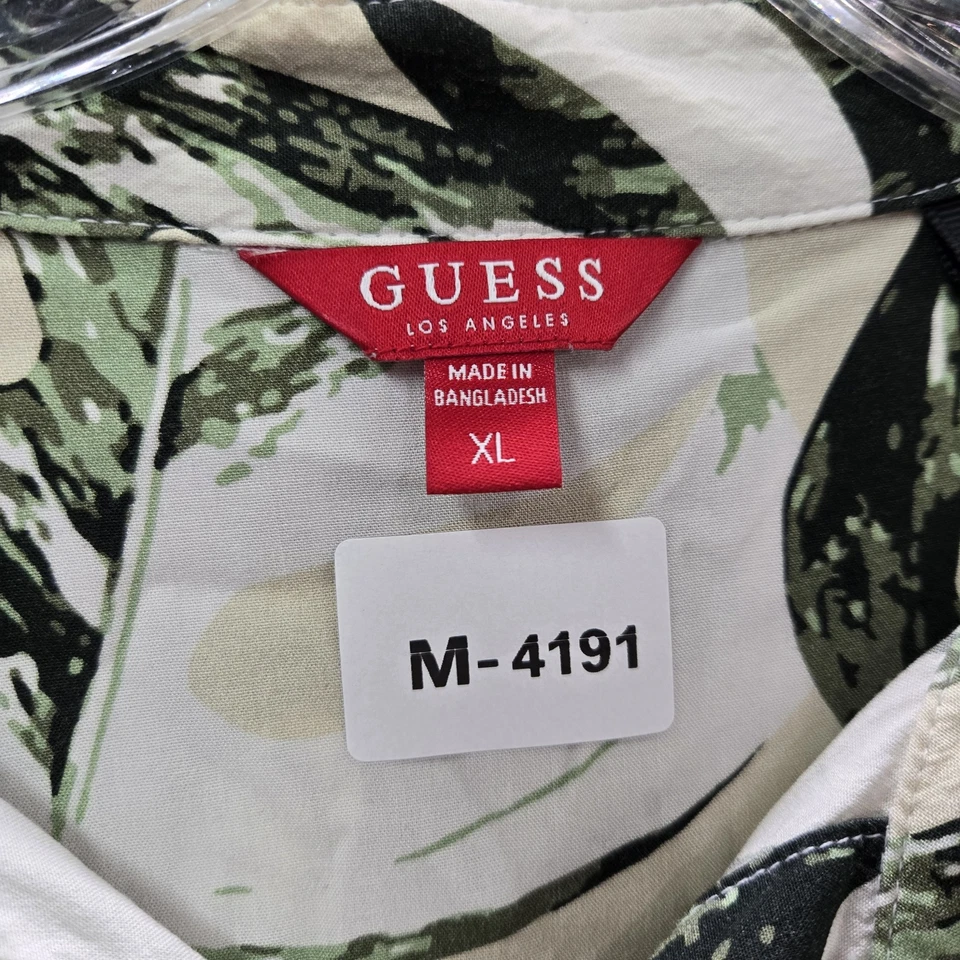 GUESS
LOS ANGELES
MADE IN
BANGLADESH
XL
M-4191